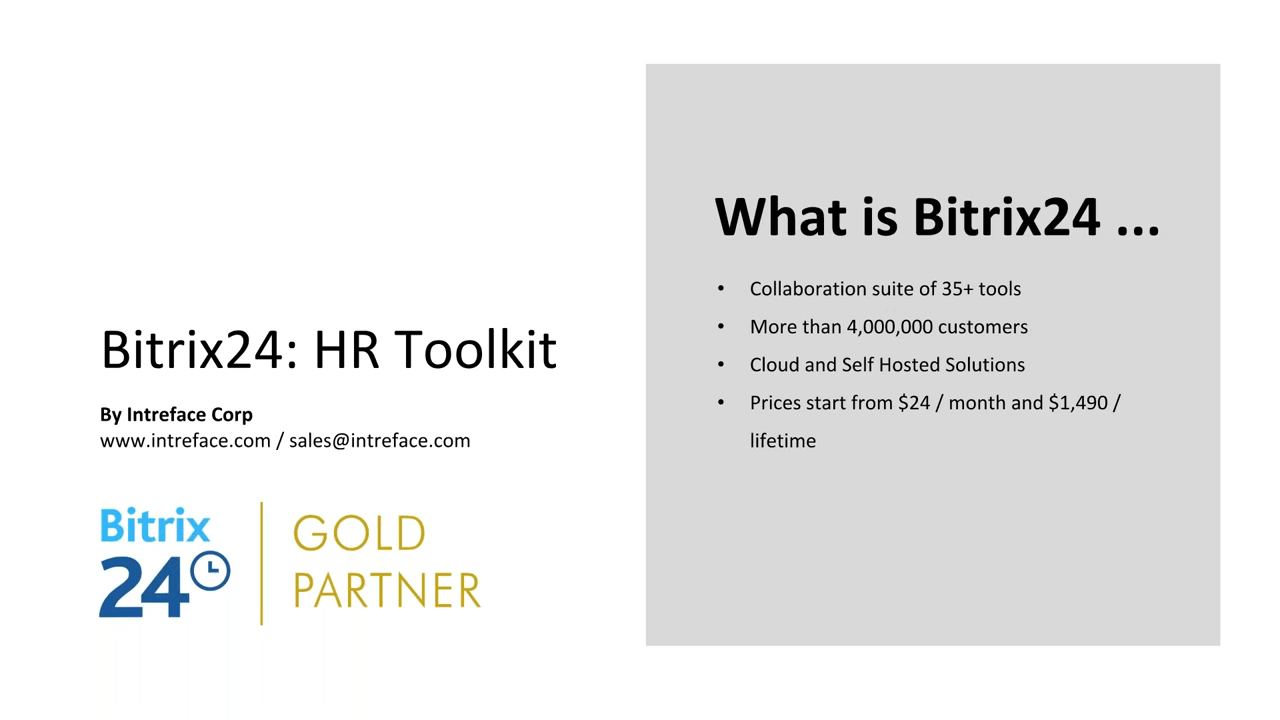 Bitrix24: HR Toolkit
By Intreface Corp
www.intreface.com / sales@intreface.com
Bitrix
24
GOLD
PARTNER
What is Bitrix24 ...
• Collaboration suite of 35+ tools
• More than 4,000,000 customers
• Cloud and Self Hosted Solutions
• Prices start from $24 / month and $1,490 /
lifetime